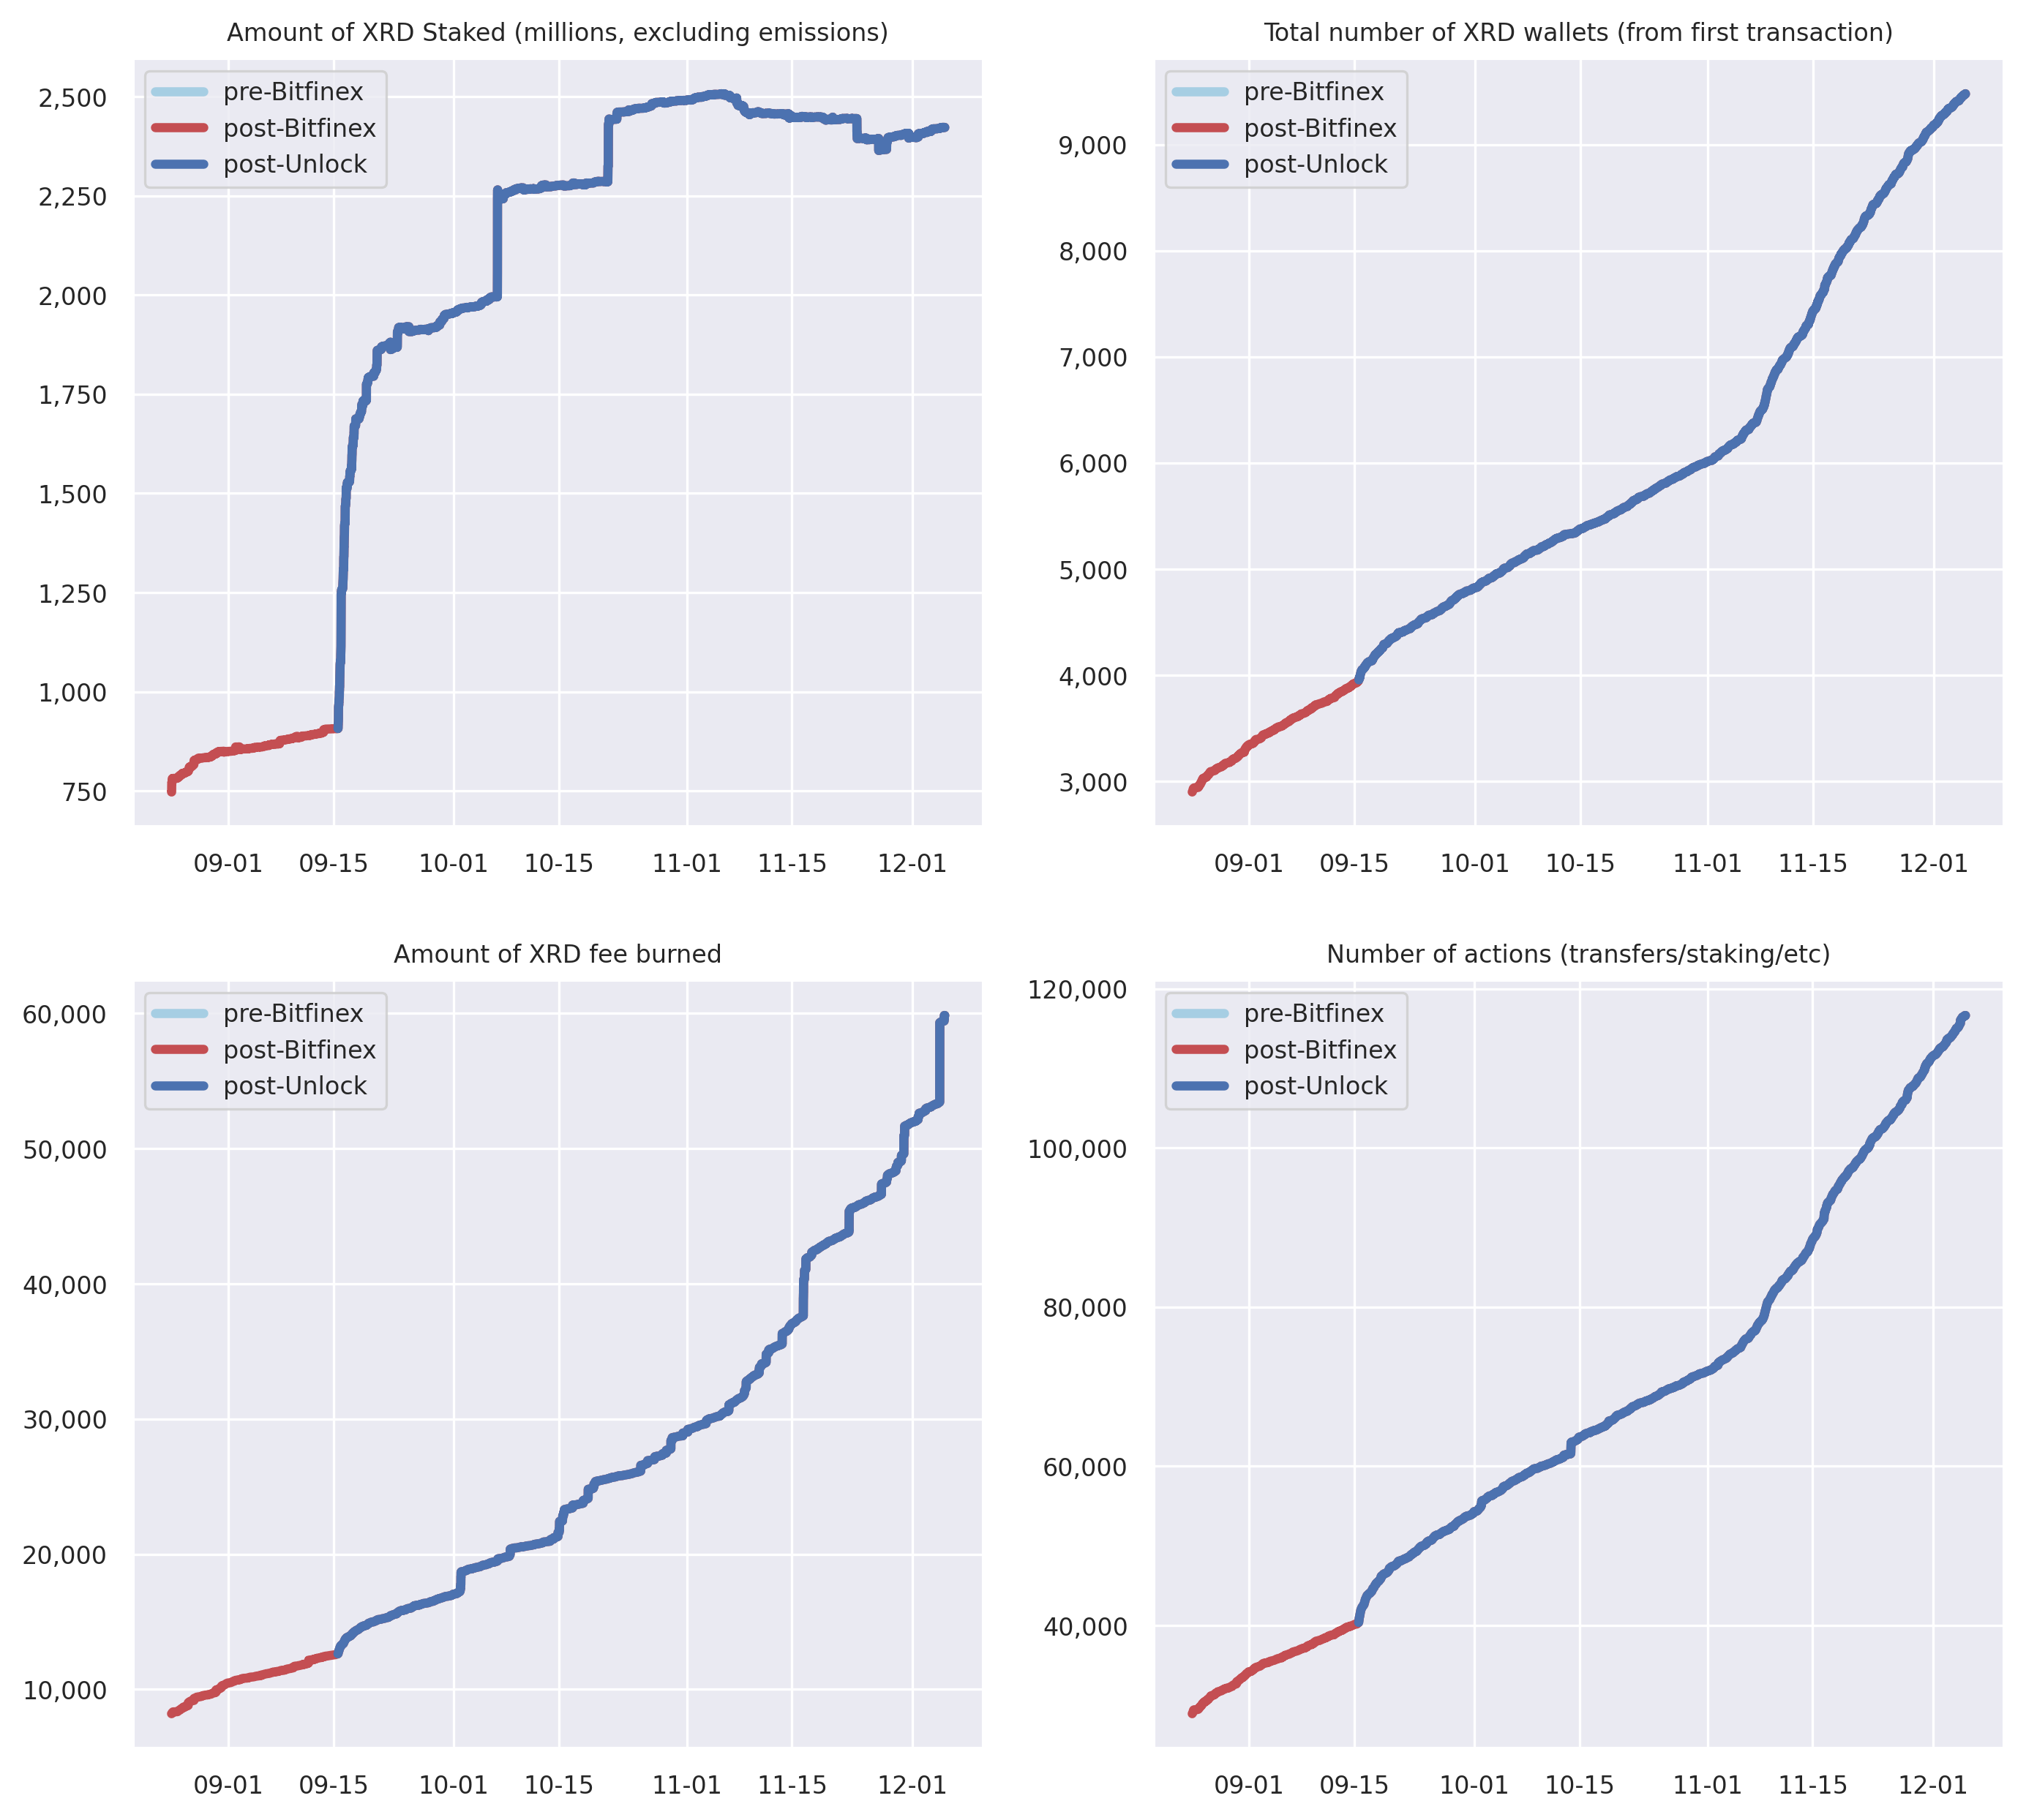 Amount of XRD Staked (millions, excluding emissions)
pre-Bitfinex
post-Bitfinex
post-Unlock
2,500
2,250
2,000
1,750
1,500
1,250
1,000
750
09-01 09-15 10-01 10-15 11-01 11-15 12-01
Total number of XRD wallets (from first transaction)
pre-Bitfinex
post-Bitfinex
post-Unlock
9,000
8,000
7,000
6,000
5,000
4,000
3,000
09-01 09-15 10-01 10-15 11-01 11-15 12-01
Amount of XRD fee burned
pre-Bitfinex
post-Bitfinex
post-Unlock
60,000
50,000
40,000
30,000
20,000
10,000
09-01 09-15 10-01 10-15 11-01 11-15 12-01
Number of actions (transfers/staking/etc)
pre-Bitfinex
post-Bitfinex
post-Unlock
120,000
100,000
80,000
60,000
40,000
09-01 09-15 10-01 10-15 11-01 11-15 12-01